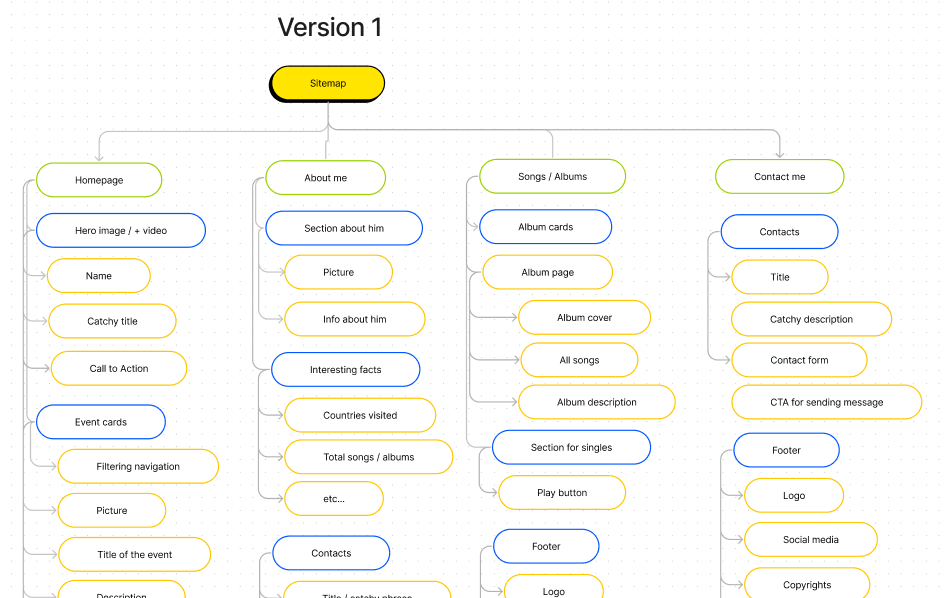 Version 1
Sitemap
Homepage
Hero image / + video
Name
Catchy title
Call to Action
Event cards
Filtering navigation
Picture
Title of the event
Description
About me
Section about him
Picture
Info about him
Interesting facts
Countries visited
Total songs / albums
etc...
Contacts
Title / catchy phrase
Songs / Albums
Album cards
Album page
Album cover
All songs
Album description
Section for singles
Play button
Footer
Logo
Contact me
Contacts
Title
Catchy description
Contact form
CTA for sending message
Footer
Logo
Social media
Copyrights